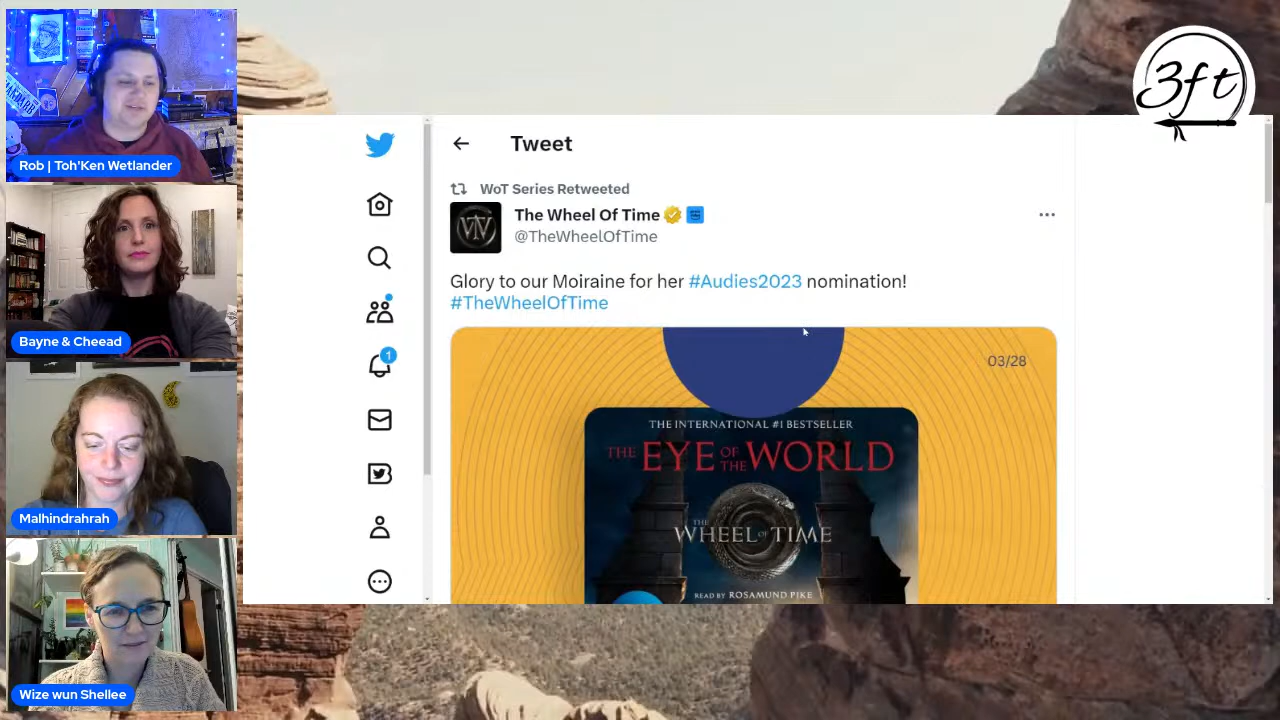 Rob | Toh'Ken Wetlander
Bayne & Cheead
Malhindrahrah
Wize wun Shellee
3ft
Tweet
WoT Series Retweeted
The Wheel Of Time
@TheWheelOfTime
Glory to our Moiraine for her #Audies2023 nomination!
#TheWheelOfTime
03/28
THE INTERNATIONAL #1 BESTSELLER
THE EYE OF THE WORLD
THE WHEEL OF TIME
READ BY ROSAMUND PIKE
1